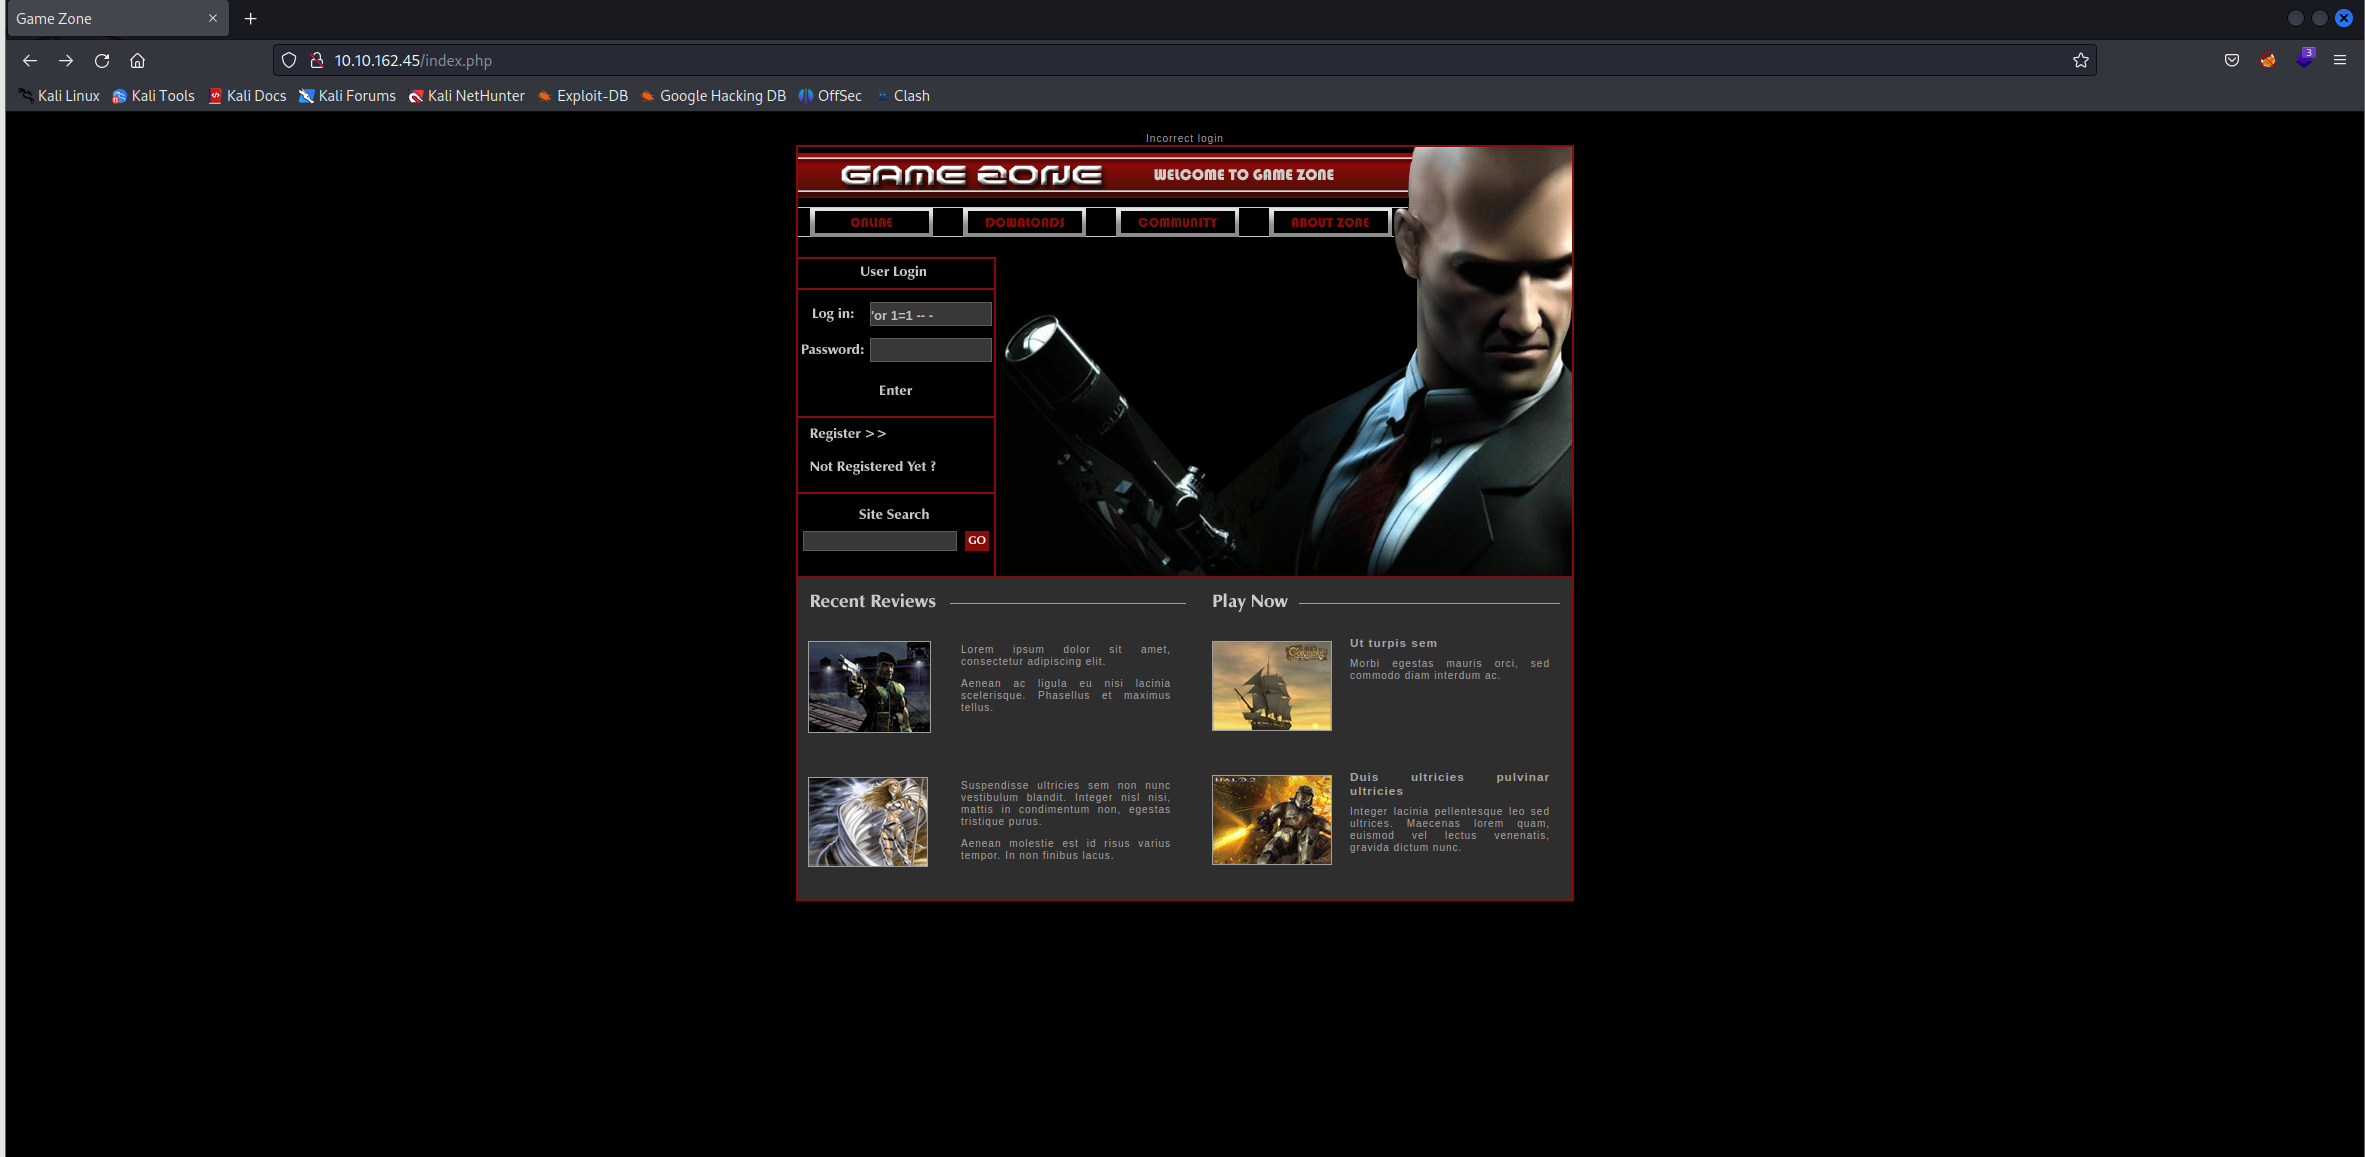 Game Zone
3
10.10.162.45/index.php
Kali Linux Kali Tools Kali Docs Kali Forums Kali NetHunter Exploit-DB Google Hacking DB OffSec Clash
Incorrect login
GAME ZONE WELCOME TO GAME ZONE
ONLINE DOWNLOADS COMMUNITY ABOUT ZONE
User Login
Log in: 'or 1=1 -- -
Password:
Enter
Register >>
Not Registered Yet ?
Site Search
GO
Recent Reviews
Lorem ipsum dolor sit amet,
consectetur adipiscing elit.
Aenean ac ligula eu nisi lacinia
scelerisque. Phasellus et maximus
tellus.
Suspendisse ultricies sem non nunc
vestibulum blandit. Integer nisl nisi,
mattis in condimentum non, egestas
tristique purus.
Aenean molestie est id risus varius
tempor. In non finibus lacus.
Play Now
Ut turpis sem
Morbi egestas mauris orci, sed
commodo diam interdum ac.
HALO 2
Duis ultricies pulvinar
ultricies
Integer lacinia pellentesque leo sed
ultrices. Maecenas lorem quam,
euismod vel lectus venenatis,
gravida dictum nunc.